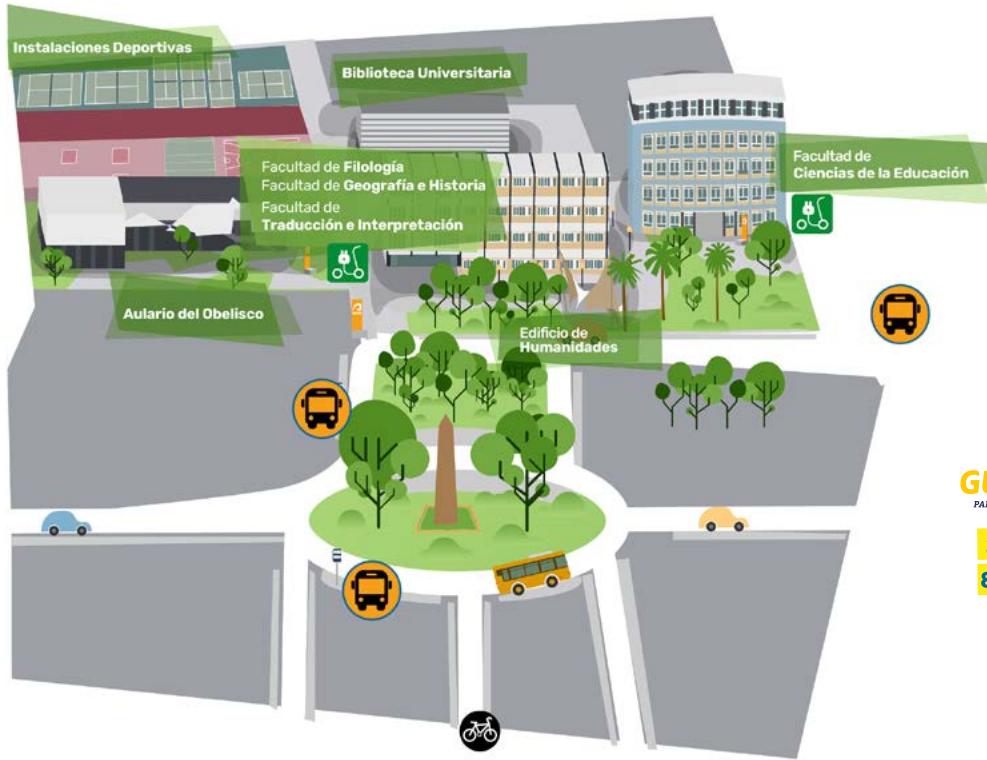 Instalaciones Deportivas
Biblioteca Universitaria
Facultad de
Ciencias de la Educación
Facultad de Filología
Facultad de Geografía e Historia
Facultad de
Traducción e Interpretación
Aulario del Obelisco
Edificio de
Humanidades